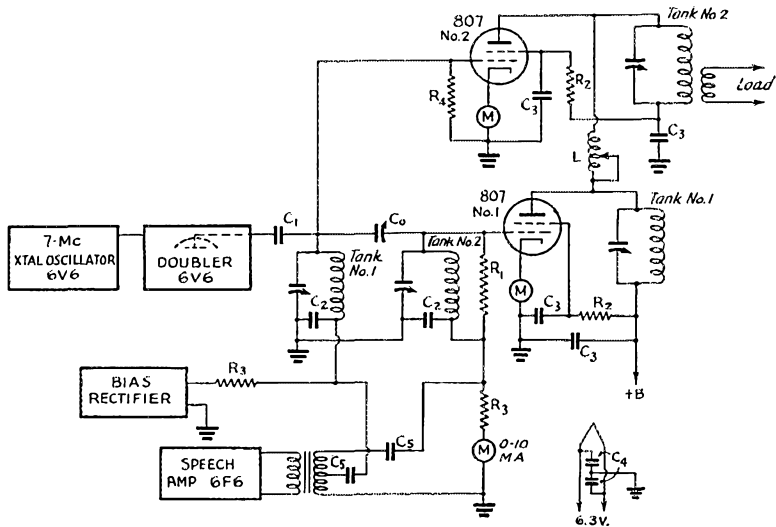 807
No.2
Tank No.2
R4
M
C3
R2
Load
C3
L
807
No.1
Tank No.1
7-Mc
XTAL OSCILLATOR
6V6
DOUBLER
6V6
C1
C0
Tank
No.1
Tank No.2
C2
C2
R1
M
C3
R2
C3
+B
BIAS
RECTIFIER
R3
R3
M
0-10
MA
SPEECH
AMP 6F6
C5
C5
C4
6.3V.